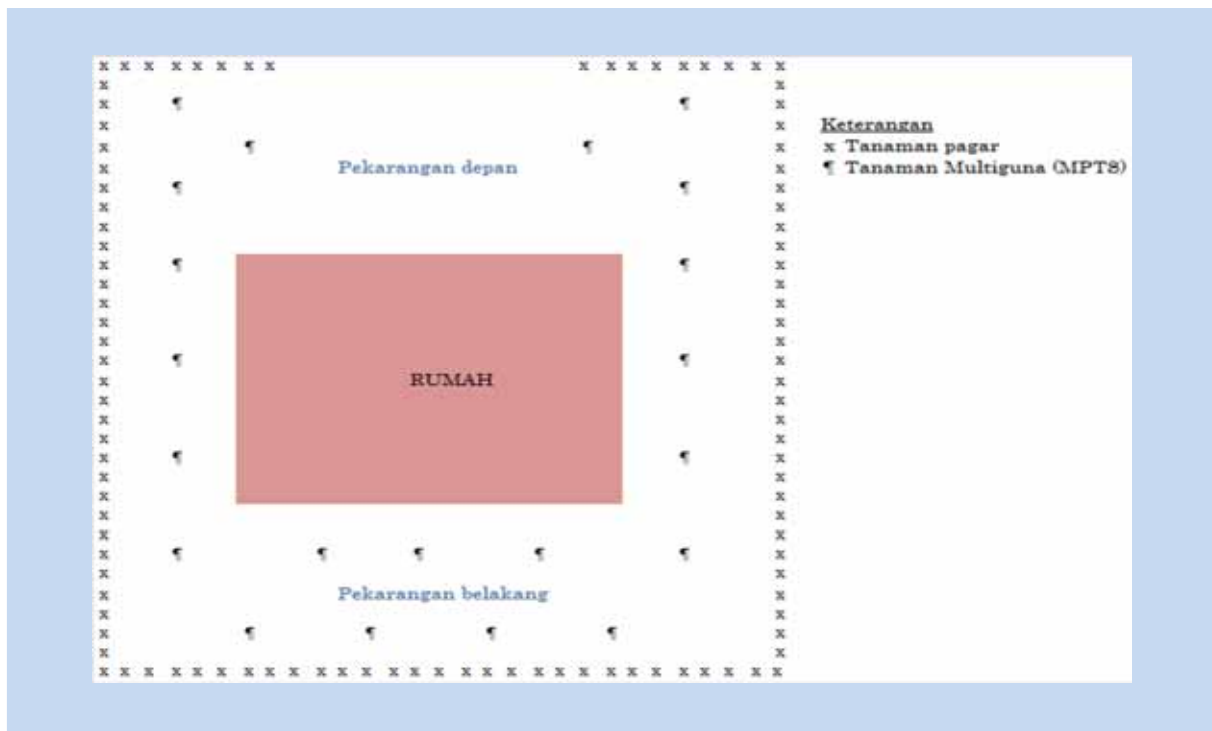 x x x x x x x x x x x x x x x x x
x x
x ¶ ¶ x
x x Keterangan
x ¶ ¶ x x Tanaman pagar
x Pekarangan depan x ¶ Tanaman Multiguna (MPTS)
x ¶ ¶ x
x x
x x
x x
x ¶ ¶ x
x x
x x
x x
x x
x ¶ ¶ x
x RUMAH x
x x
x x
x x
x ¶ ¶ x
x x
x x
x x
x x
x ¶ ¶ ¶ ¶ ¶ x
x x
x Pekarangan belakang x
x x
x ¶ ¶ ¶ ¶ x
x x
x x x x x x x x x x x x x x x x x x x x x x x x x x x x